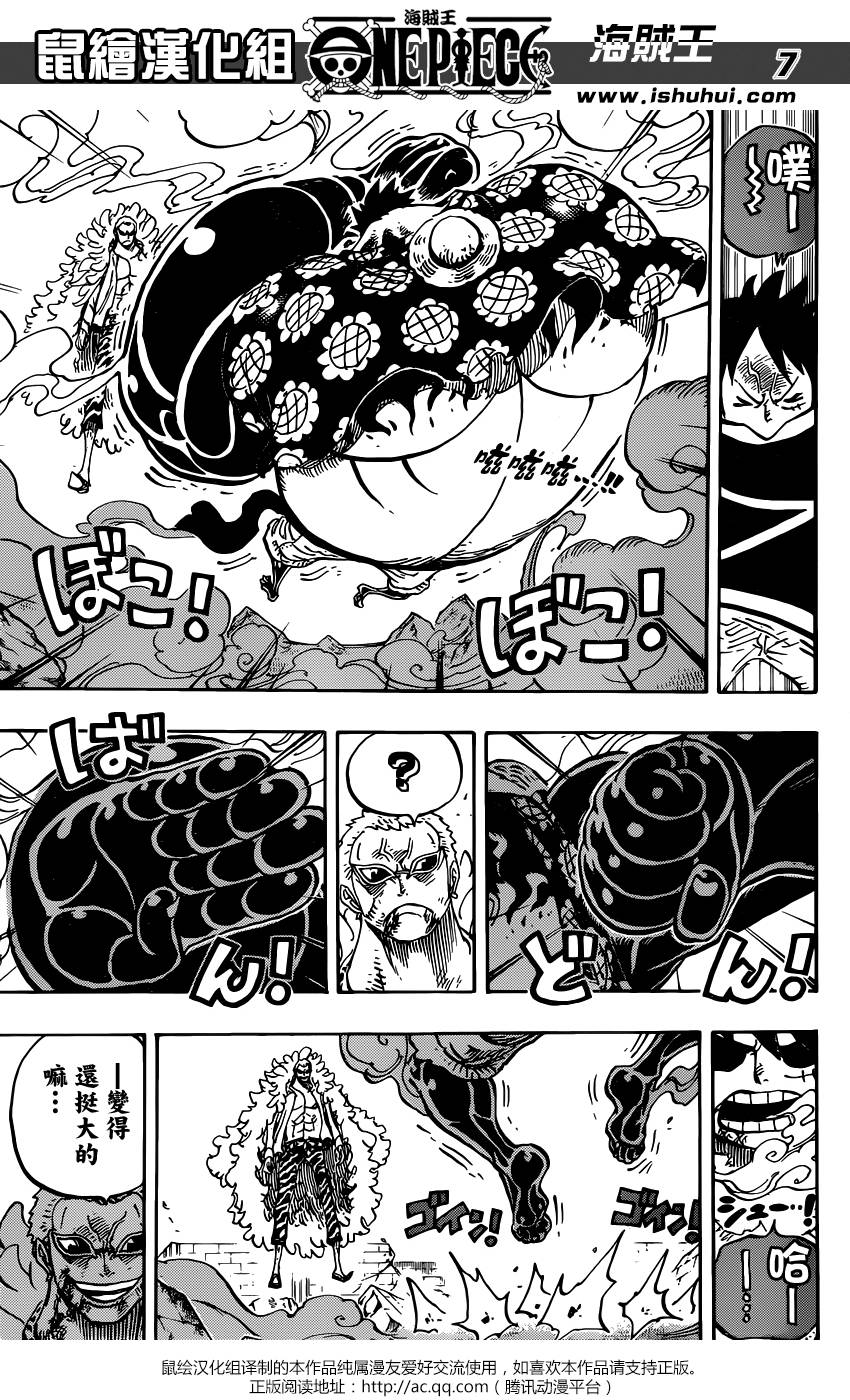 鼠繪漢化組
海賊王
ONE PIECE
海賊王
7
www.ishuhui.com
噗ー
〜〜
嗞嗞嗞…!!
ぼこ!
ぼこ!
どん!
?
ばん!
シュー…!
哈ー
ー…
ゴイン!
ゴイン!
ー變得
還挺大的
嘛…
鼠绘汉化组译制的本作品纯属漫友爱好交流使用，如喜欢本作品请支持正版。
正版阅读地址：http://ac.qq.com（腾讯动漫平台）